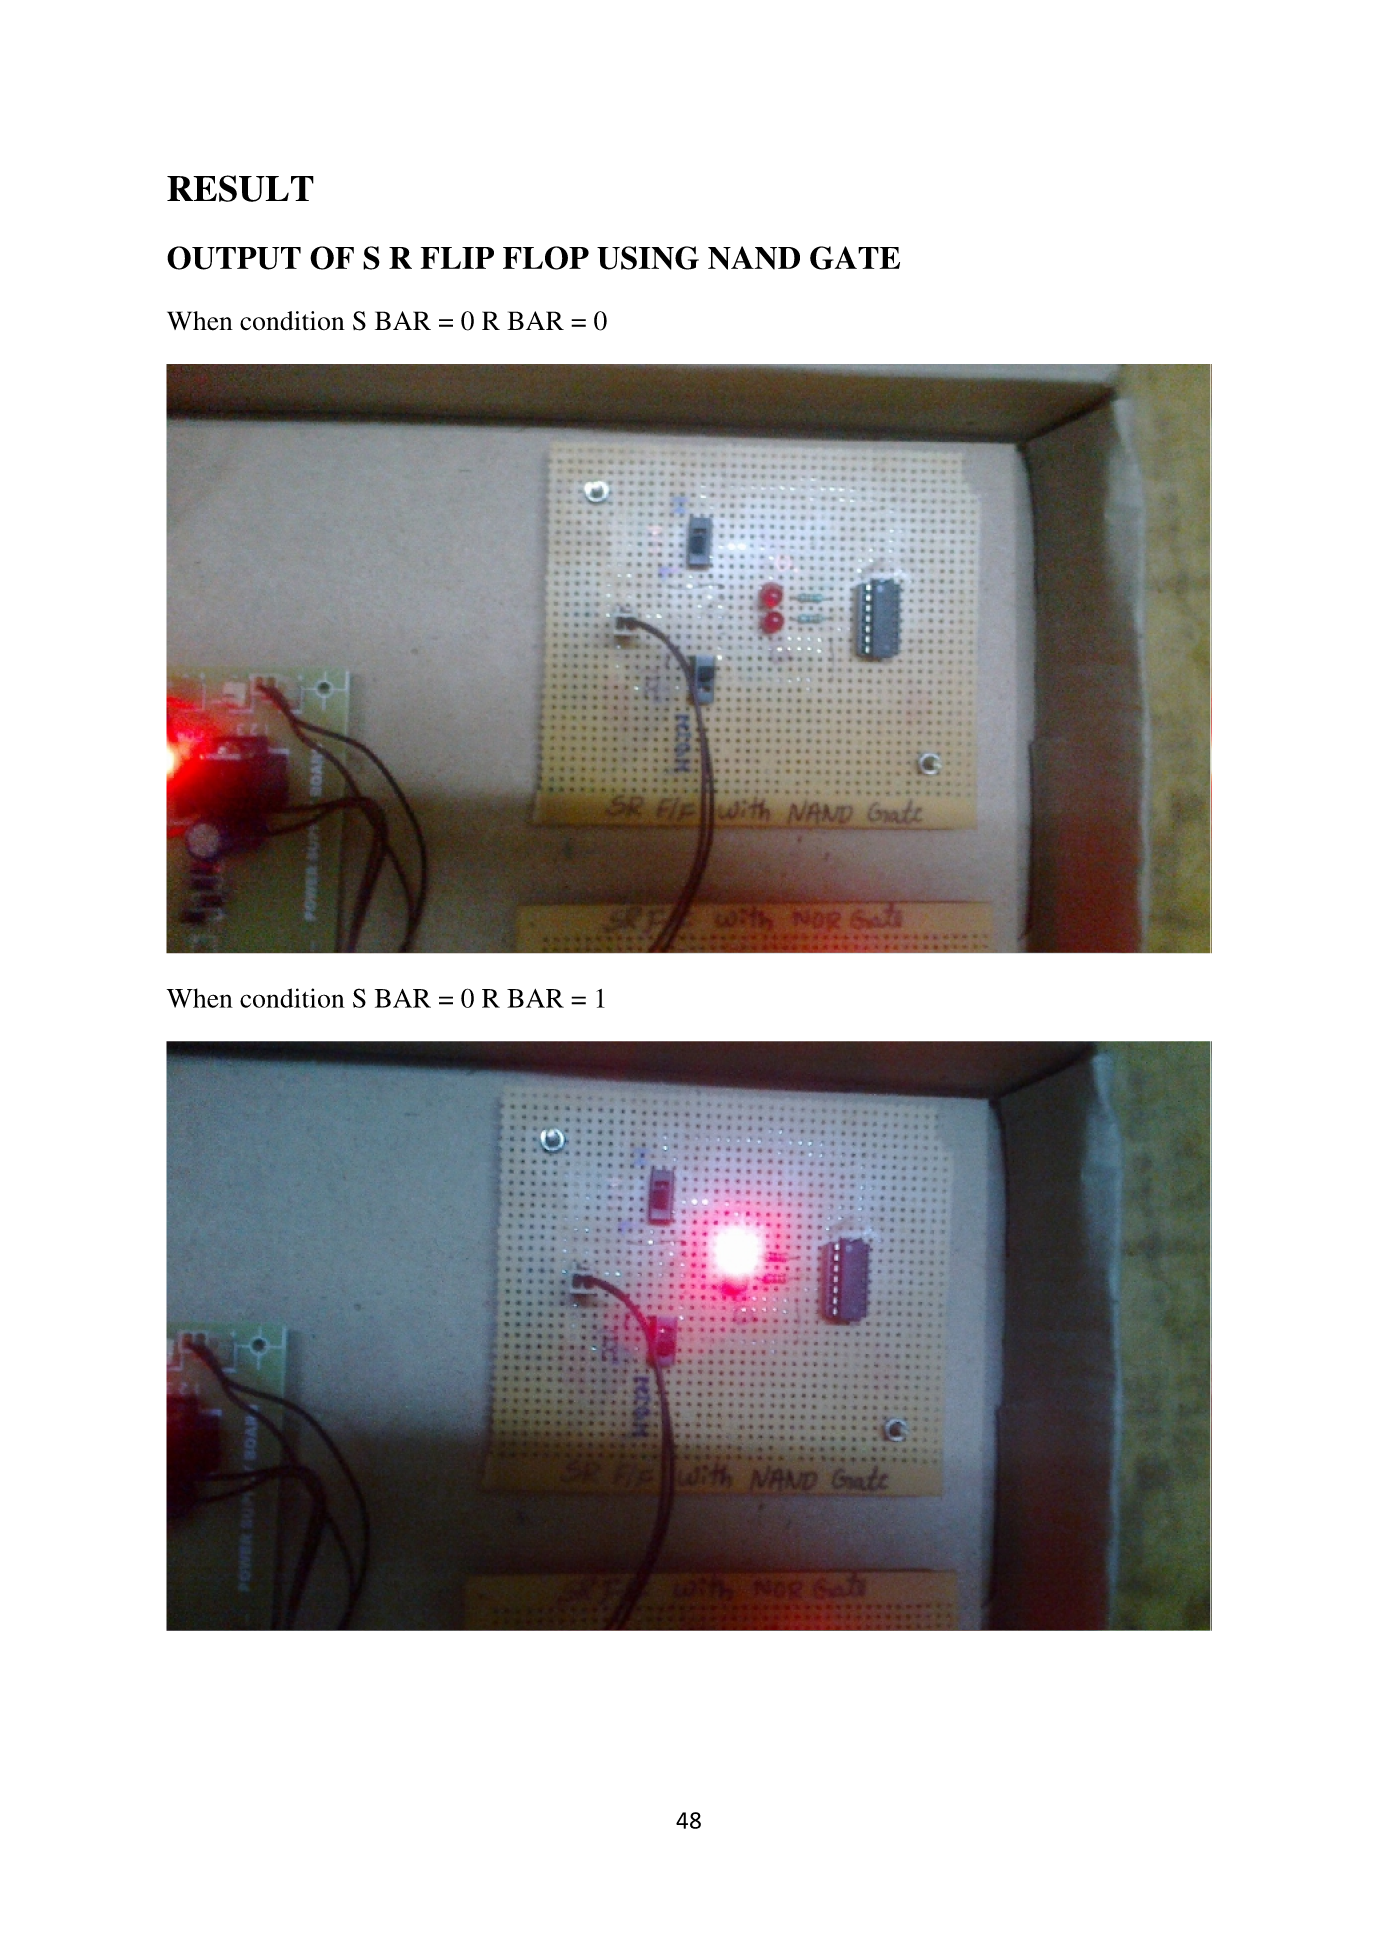 RESULT
OUTPUT OF S R FLIP FLOP USING NAND GATE
When condition S BAR = 0 R BAR = 0
POWER SUPPLY BOARD
SR F/F with NAND Gate
SR F/F with NOR Gate
When condition S BAR = 0 R BAR = 1
POWER SUPPLY BOARD
SR F/F with NAND Gate
SR F/F with NOR Gate
48